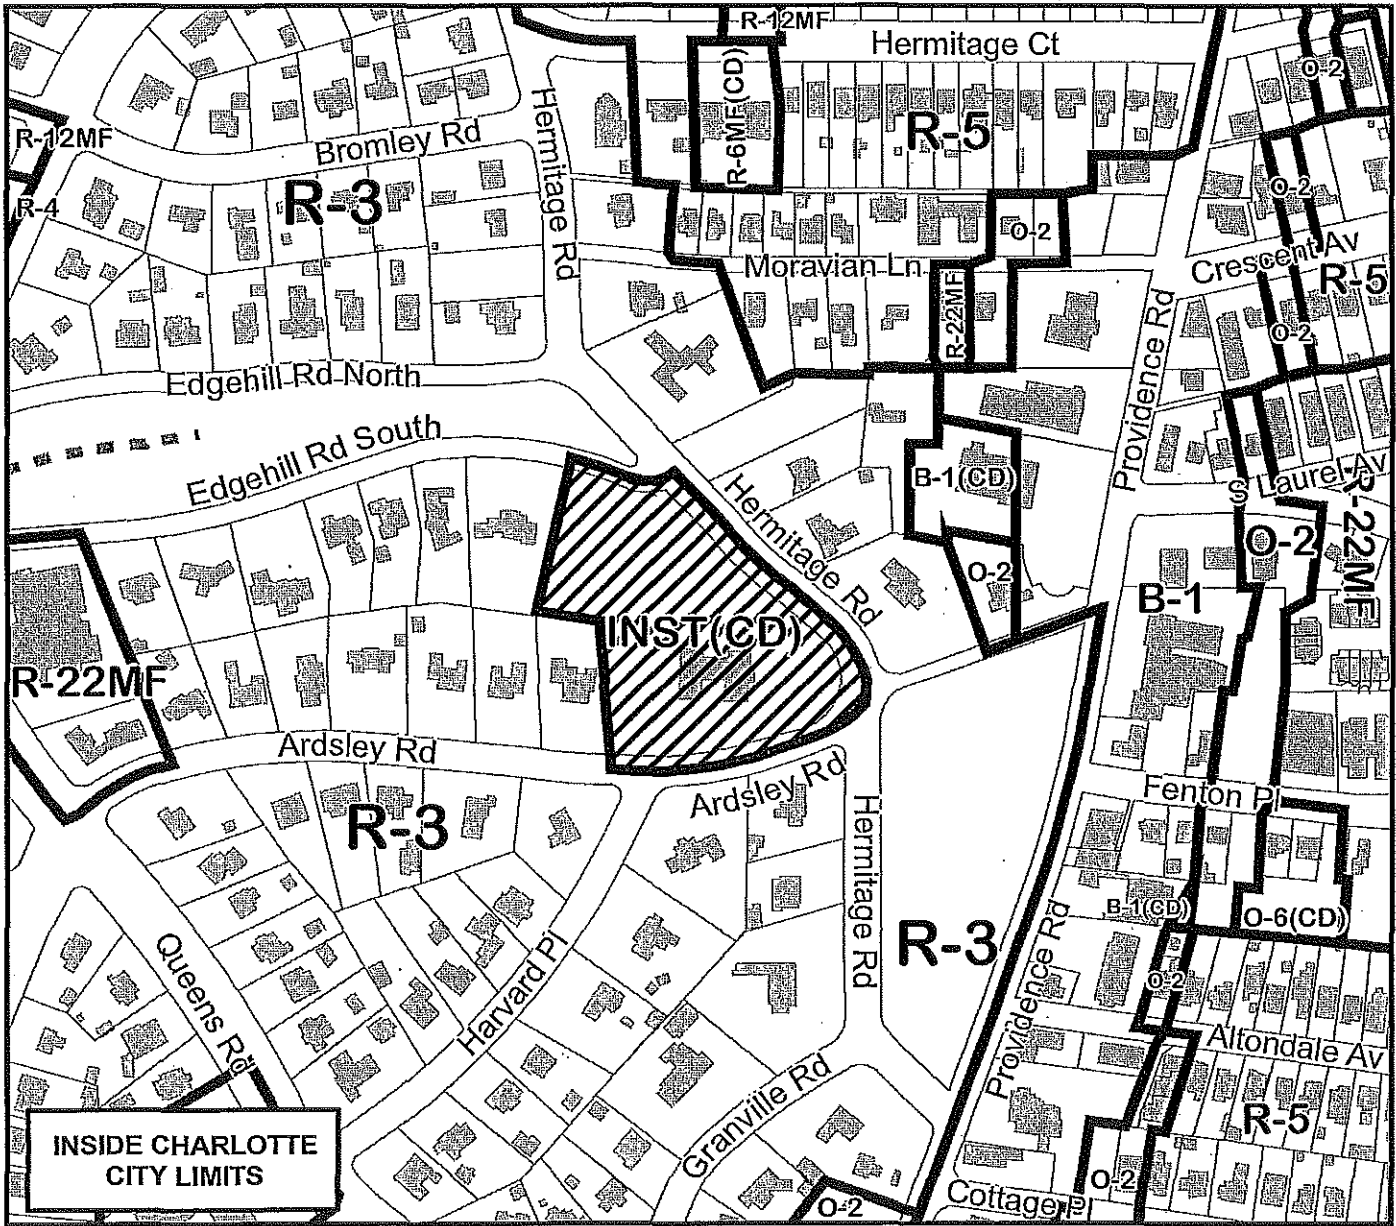 R-12MF
Hermitage Ct
O-2
R-6MF(CD)
R-5
R-12MF
Bromley Rd
Hermitage Rd
R-3
R-4
O-2
O-2
Moravian Ln
Crescent Av
R-5
R-22MF
O-2
Providence Rd
Edgehill Rd North
Edgehill Rd South
B-1(CD)
S Laurel Av
R-22MF
Hermitage Rd
O-2
O-2
B-1
INST(CD)
R-22MF
Ardsley Rd
Ardsley Rd
Fenton Pl
R-3
Hermitage Rd
B-1(CD)
O-6(CD)
R-3
Providence Rd
Queens Rd
Harvard Pl
O-2
Altondale Av
Granville Rd
R-5
INSIDE CHARLOTTE
CITY LIMITS
O-2
Cottage Pl
O-2